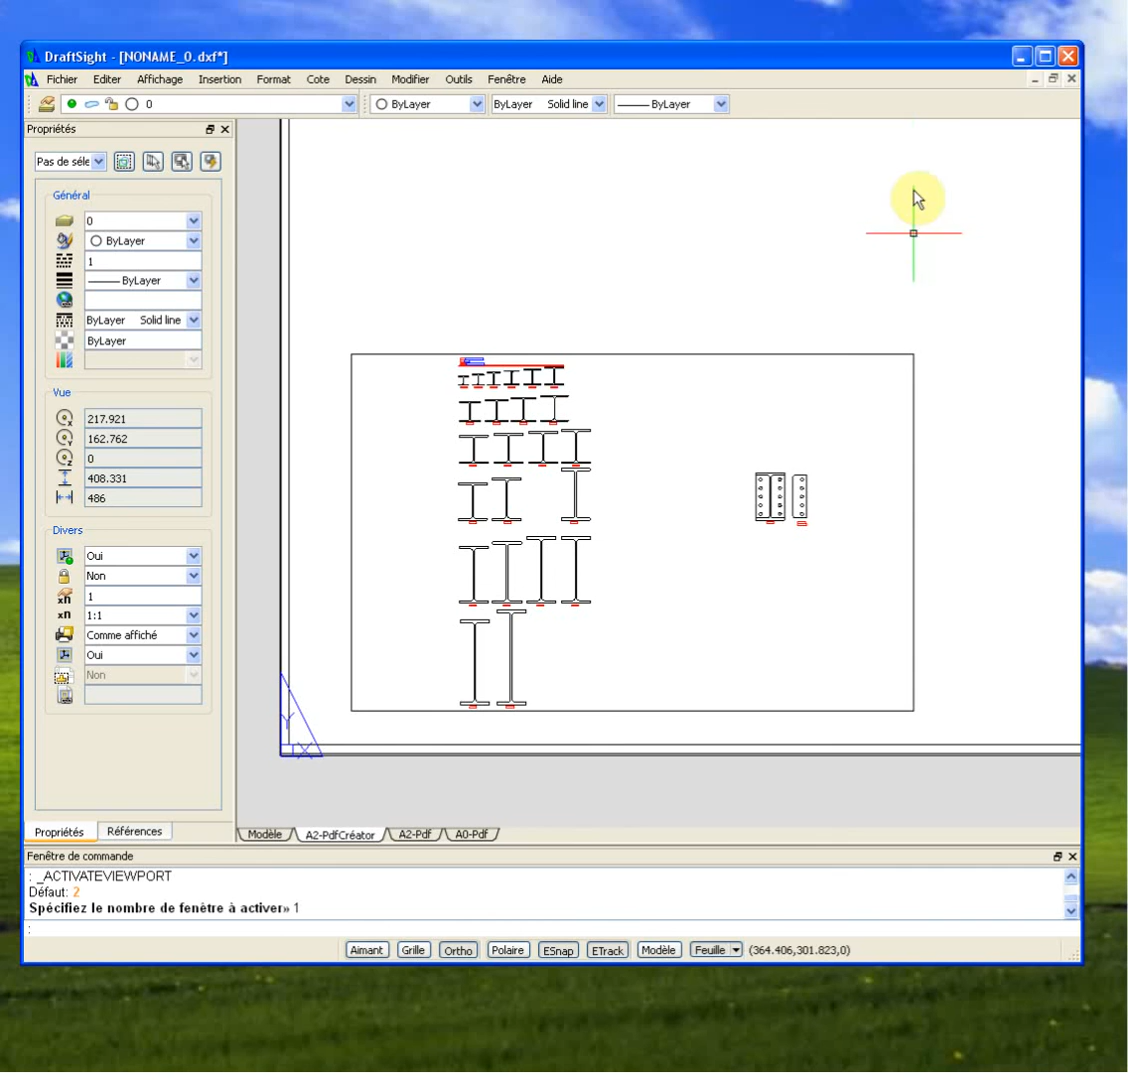 DraftSight - [NONAME_0.dxf*]
Fichier Editer Affichage Insertion Format Cote Dessin Modifier Outils Fenêtre Aide
0 ByLayer ByLayer Solid line ByLayer
Propriétés
Pas de séle
Général
0
ByLayer
1
ByLayer
ByLayer Solid line
ByLayer
Vue
217.921
162.762
0
408.331
486
Divers
Oui
Non
1
1:1
Comme affiché
Oui
Non
Y
X
Propriétés Références
Modèle A2-PdfCréator A2-Pdf A0-Pdf
Fenêtre de commande
: _ACTIVATEVIEWPORT
Défaut: 2
Spécifiez le nombre de fenêtre à activer» 1
:
Aimant Grille Ortho Polaire ESnap ETrack Modèle Feuille (364.406,301.823,0)